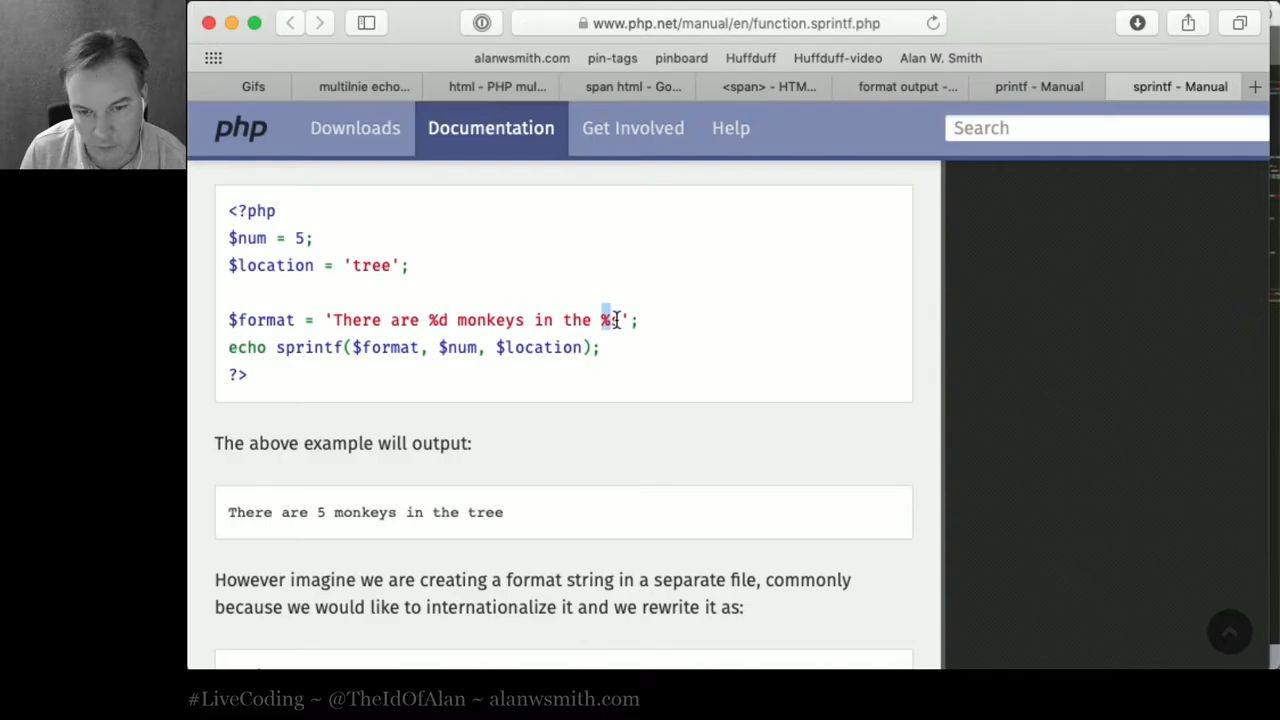 www.php.net/manual/en/function.sprintf.php
alanwsmith.com pin-tags pinboard Huffduff Huffduff-video Alan W. Smith
Gifs multilnie echo... html - PHP mul... span html - Go... <span> - HTM... format output -... printf - Manual sprintf - Manual
php Downloads Documentation Get Involved Help Search
<?php
$num = 5;
$location = 'tree';
$format = 'There are %d monkeys in the %s';
echo sprintf($format, $num, $location);
?>
The above example will output:
There are 5 monkeys in the tree
However imagine we are creating a format string in a separate file, commonly
because we would like to internationalize it and we rewrite it as:
#LiveCoding ~ @TheIdOfAlan ~ alanwsmith.com